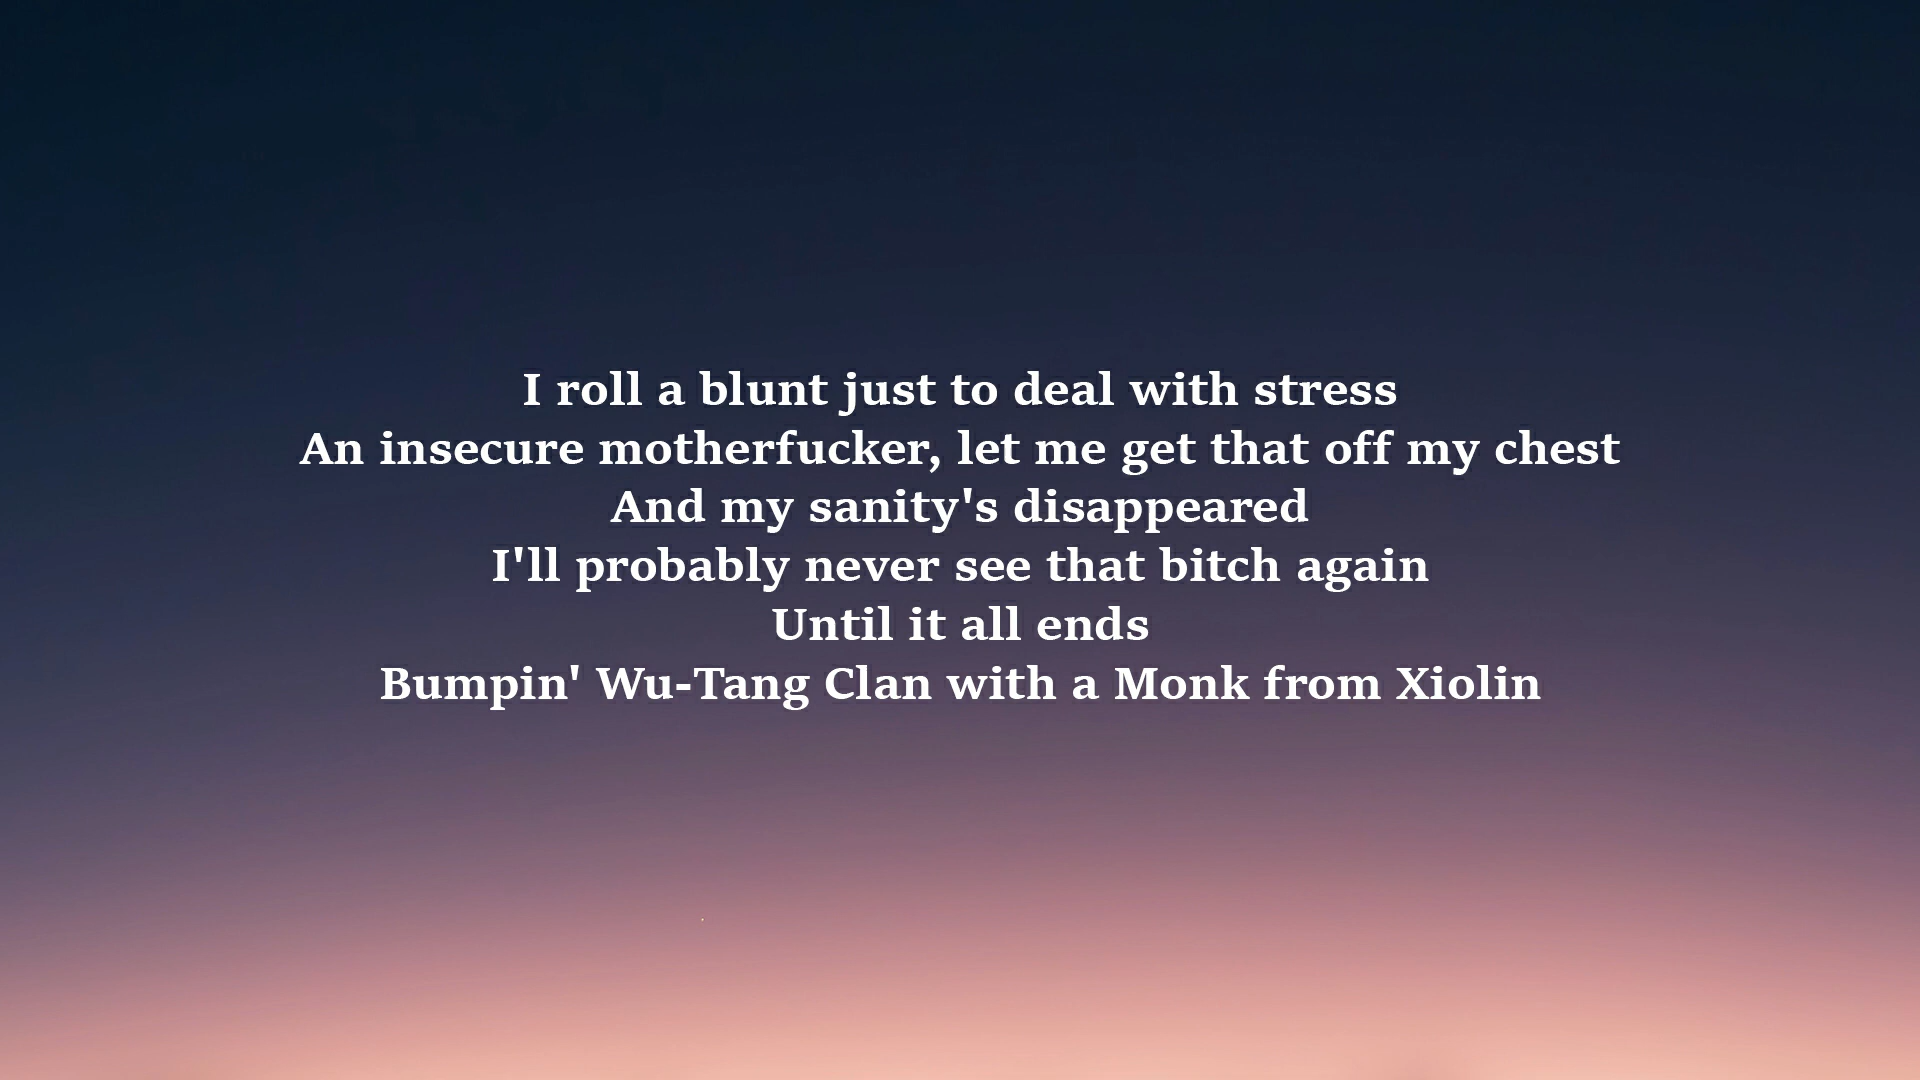 I roll a blunt just to deal with stress
An insecure motherfucker, let me get that off my chest
And my sanity's disappeared
I'll probably never see that bitch again
Until it all ends
Bumpin' Wu-Tang Clan with a Monk from Xiolin